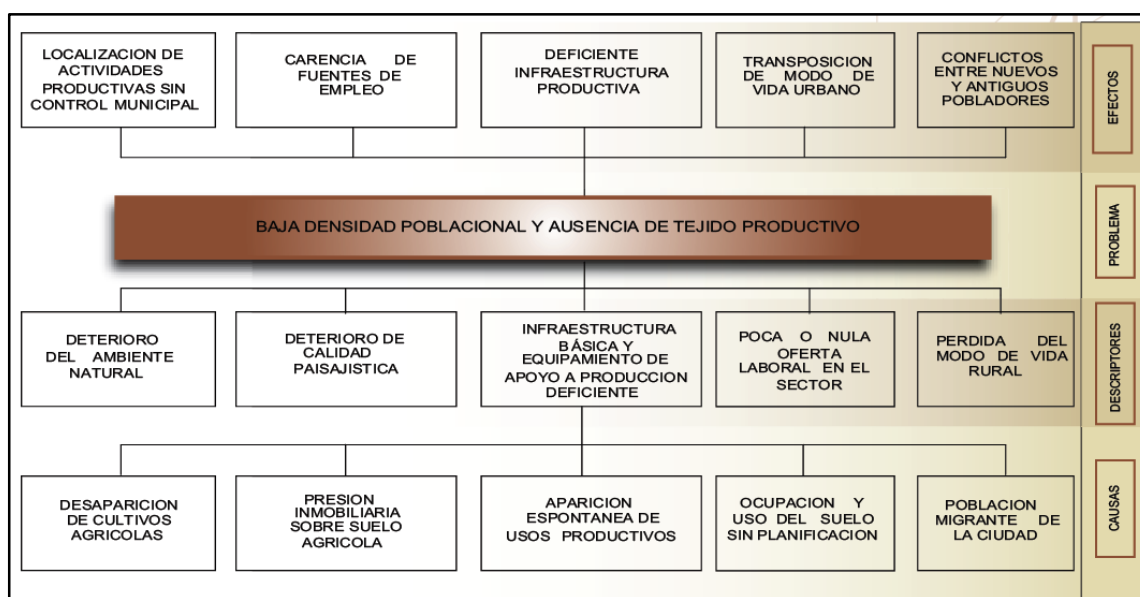 LOCALIZACION DE
ACTIVIDADES
PRODUCTIVAS SIN
CONTROL MUNICIPAL
CARENCIA DE
FUENTES DE
EMPLEO
DEFICIENTE
INFRAESTRUCTURA
PRODUCTIVA
TRANSPOSICION
DE MODO DE
VIDA URBANO
CONFLICTOS
ENTRE NUEVOS
Y ANTIGUOS
POBLADORES
EFECTOS
BAJA DENSIDAD POBLACIONAL Y AUSENCIA DE TEJIDO PRODUCTIVO
PROBLEMA
DETERIORO
DEL AMBIENTE
NATURAL
DETERIORO DE
CALIDAD
PAISAJISTICA
INFRAESTRUCTURA
BÁSICA Y
EQUIPAMIENTO DE
APOYO A PRODUCCION
DEFICIENTE
POCA O NULA
OFERTA
LABORAL EN EL
SECTOR
PERDIDA DEL
MODO DE VIDA
RURAL
DESCRIPTORES
DESAPARICION
DE CULTIVOS
AGRICOLAS
PRESION
INMOBILIARIA
SOBRE SUELO
AGRICOLA
APARICION
ESPONTANEA DE
USOS PRODUCTIVOS
OCUPACION Y
USO DEL SUELO
SIN PLANIFICACION
POBLACION
MIGRANTE DE
LA CIUDAD
CAUSAS